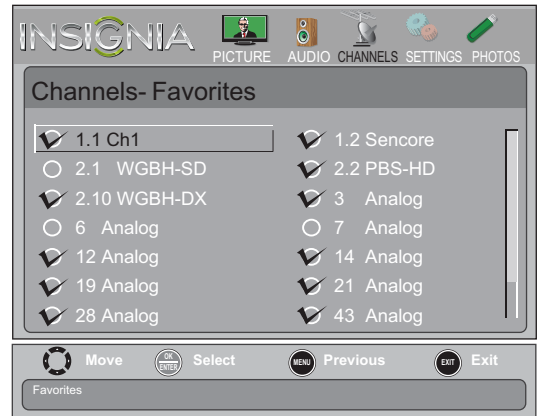 INSIGNIA
PICTURE AUDIO CHANNELS SETTINGS PHOTOS
Channels- Favorites
1.1 Ch1 1.2 Sencore
2.1 WGBH-SD 2.2 PBS-HD
2.10 WGBH-DX 3 Analog
6 Analog 7 Analog
12 Analog 14 Analog
19 Analog 21 Analog
28 Analog 43 Analog
Move OK ENTER Select MENU Previous EXIT Exit
Favorites